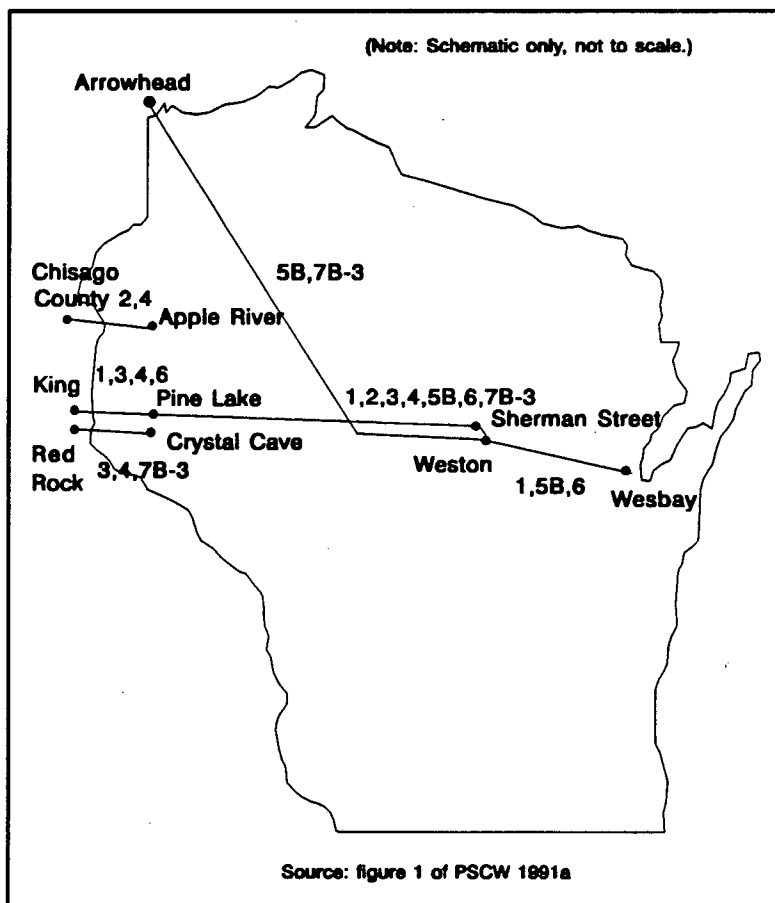 (Note: Schematic only, not to scale.)
Arrowhead
5B,7B-3
Chisago
County 2,4
Apple River
1,3,4,6
King
Pine Lake
1,2,3,4,5B,6,7B-3
Sherman Street
Red
Rock
Crystal Cave
3,4,7B-3
Weston
1,5B,6
Wesbay
Source: figure 1 of PSCW 1991a